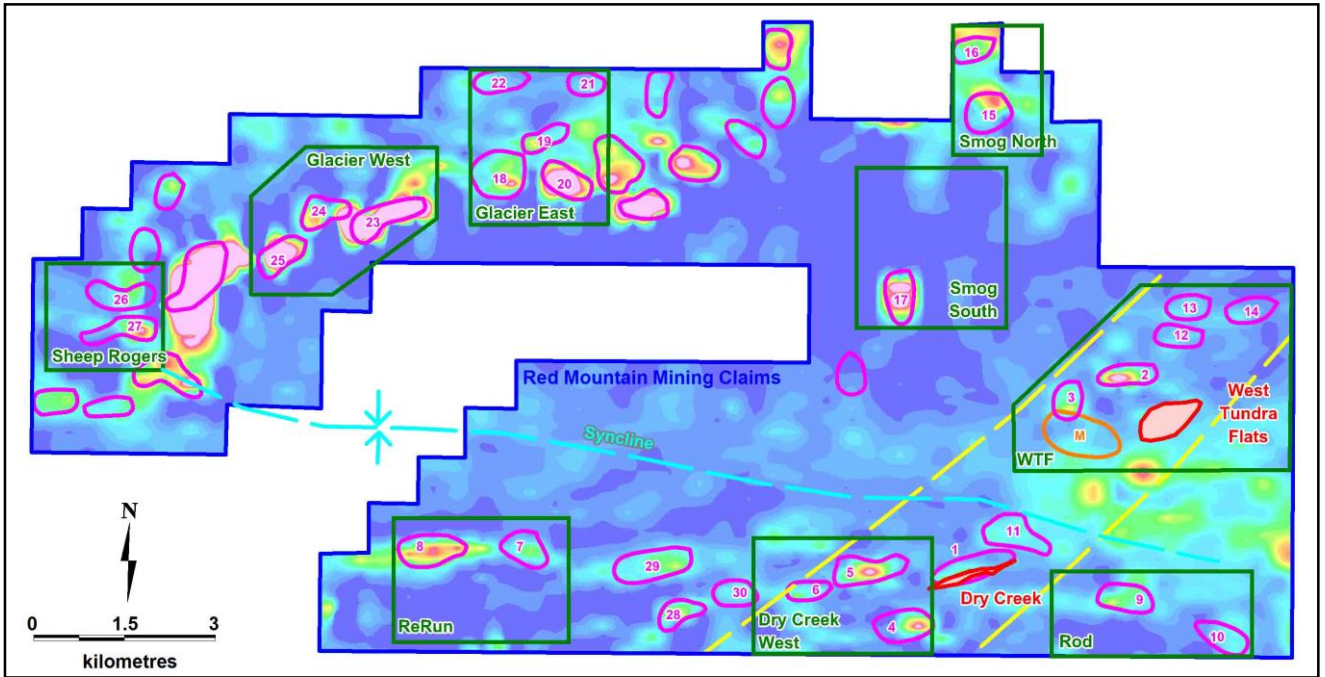 16
22
21
15
Smog North
Glacier West
19
18
20
Glacier East
24
23
25
26
27
Sheep Rogers
17
Smog
South
13
14
12
2
3
West
Tundra
Flats
M
WTF
Red Mountain Mining Claims
Syncline
N
0 1.5 3
kilometres
8
7
ReRun
29
30
28
5
6
4
Dry Creek
West
11
1
Dry Creek
9
10
Rod